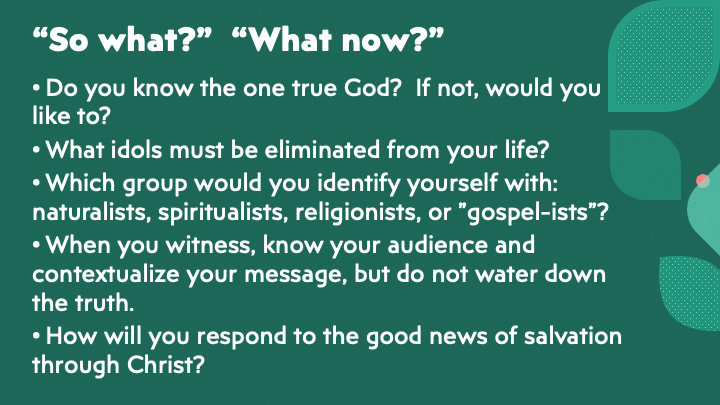 “So what?”  “What now?”
• Do you know the one true God?  If not, would you
like to?
• What idols must be eliminated from your life?
• Which group would you identify yourself with:
naturalists, spiritualists, religionists, or ”gospel-ists”?
• When you witness, know your audience and
contextualize your message, but do not water down
the truth.
• How will you respond to the good news of salvation
through Christ?